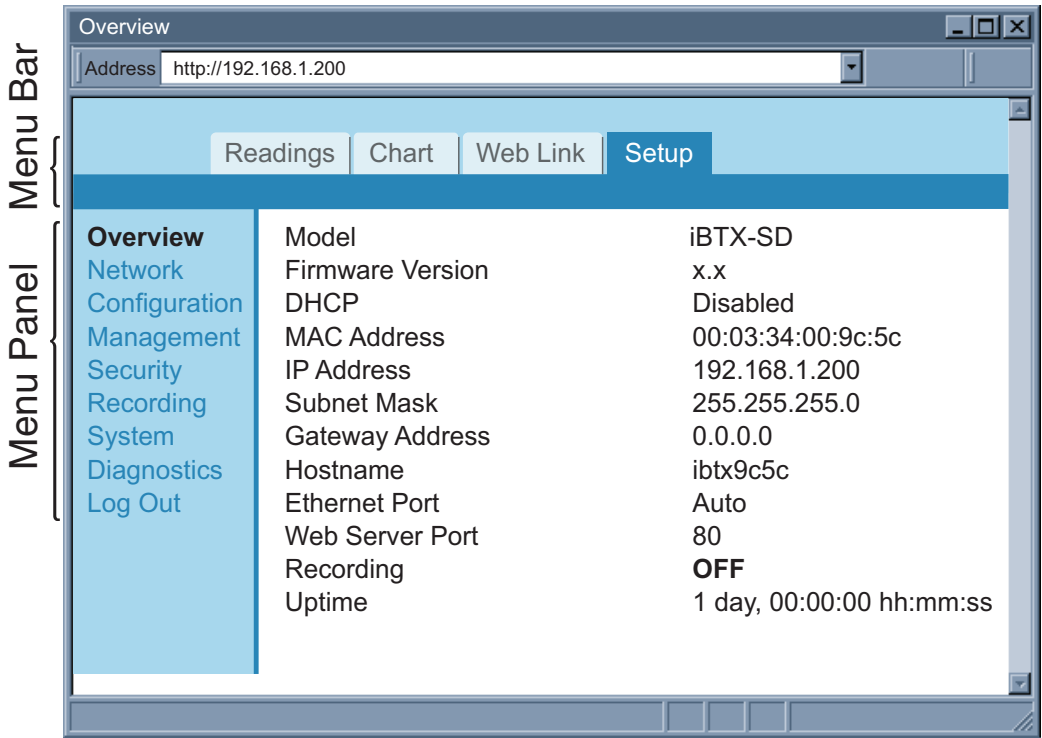 Overview
Address http://192.168.1.200
Menu Bar
Readings Chart Web Link Setup
Menu Panel
Overview
Network
Configuration
Management
Security
Recording
System
Diagnostics
Log Out
Model iBTX-SD
Firmware Version x.x
DHCP Disabled
MAC Address 00:03:34:00:9c:5c
IP Address 192.168.1.200
Subnet Mask 255.255.255.0
Gateway Address 0.0.0.0
Hostname ibtx9c5c
Ethernet Port Auto
Web Server Port 80
Recording OFF
Uptime 1 day, 00:00:00 hh:mm:ss